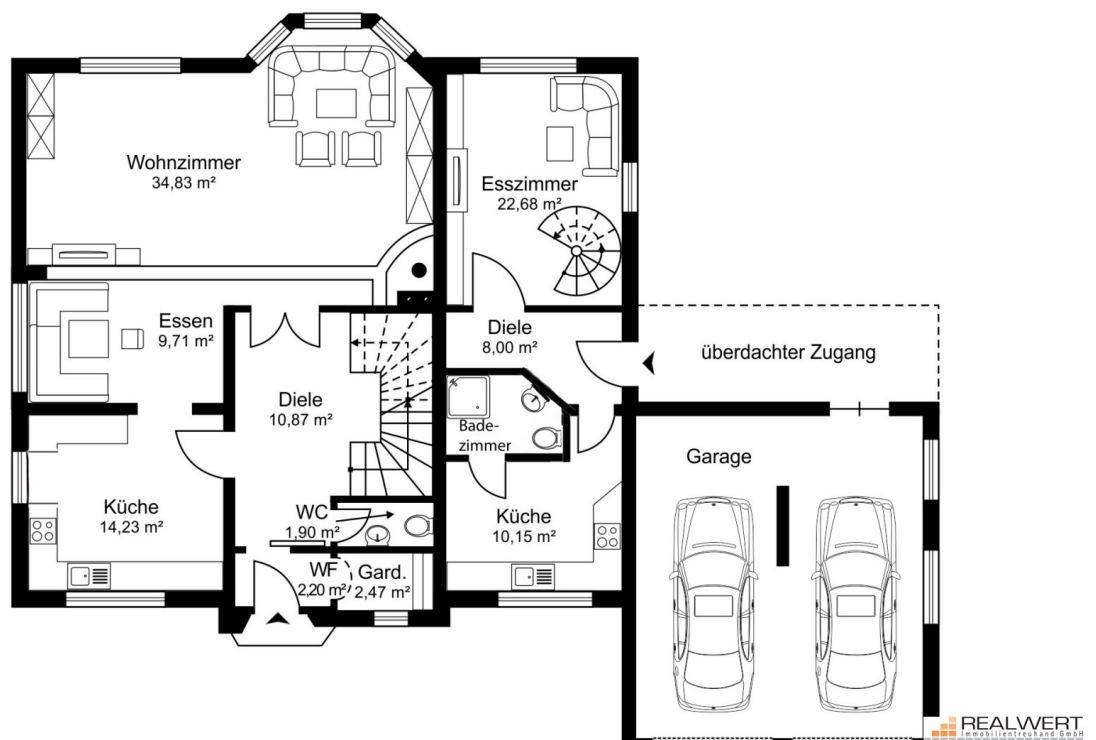 Wohnzimmer
34,83 m²
Esszimmer
22,68 m²
Essen
9,71 m²
Diele
8,00 m²
überdachter Zugang
Diele
10,87 m²
Bade-
zimmer
Garage
Küche
14,23 m²
WC
1,90 m²
Küche
10,15 m²
WF
2,20 m²
Gard.
2,47 m²
REALWERT
Immobilientreuhand GmbH